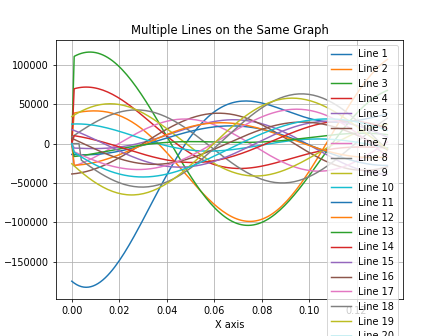 Multiple Lines on the Same Graph
100000
50000
0
−50000
−100000
−150000
0.00
0.02
0.04
0.06
0.08
0.10
X axis
Line 1
Line 2
Line 3
Line 4
Line 5
Line 6
Line 7
Line 8
Line 9
Line 10
Line 11
Line 12
Line 13
Line 14
Line 15
Line 16
Line 17
Line 18
Line 19
Line 20